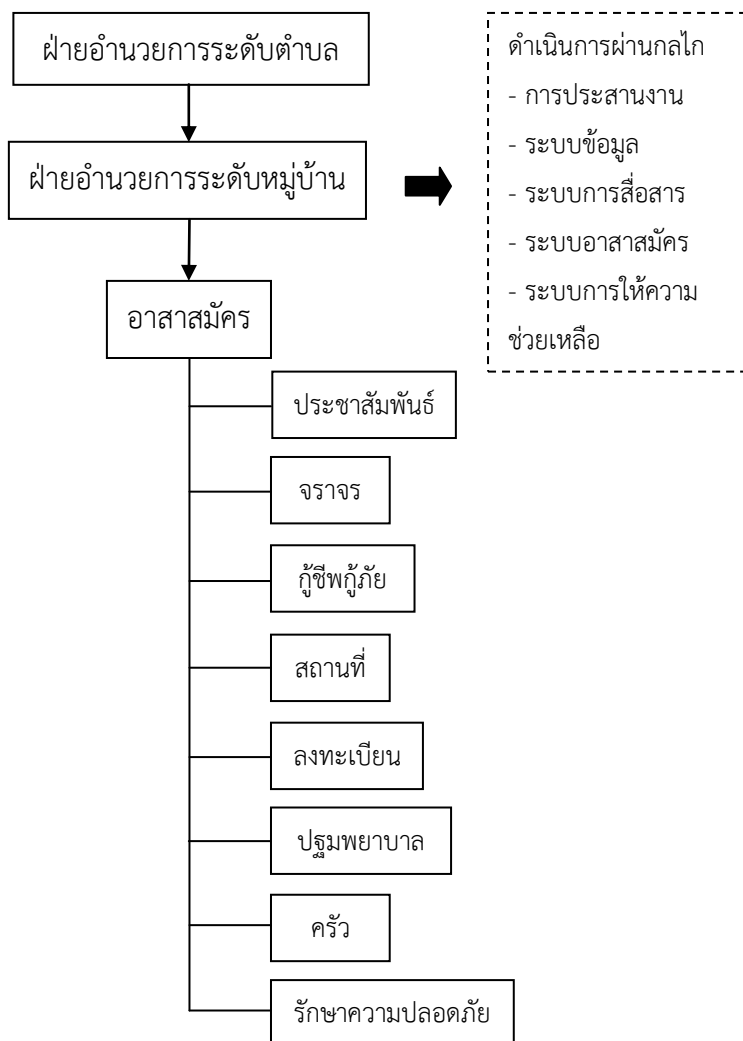 ฝ่ายอำนวยการระดับตำบล
ฝ่ายอำนวยการระดับหมู่บ้าน
ดำเนินการผ่านกลไก
- การประสานงาน
- ระบบข้อมูล
- ระบบการสื่อสาร
- ระบบอาสาสมัคร
- ระบบการให้ความ
ช่วยเหลือ
อาสาสมัคร
ประชาสัมพันธ์
จราจร
กู้ชีพกู้ภัย
สถานที่
ลงทะเบียน
ปฐมพยาบาล
ครัว
รักษาความปลอดภัย